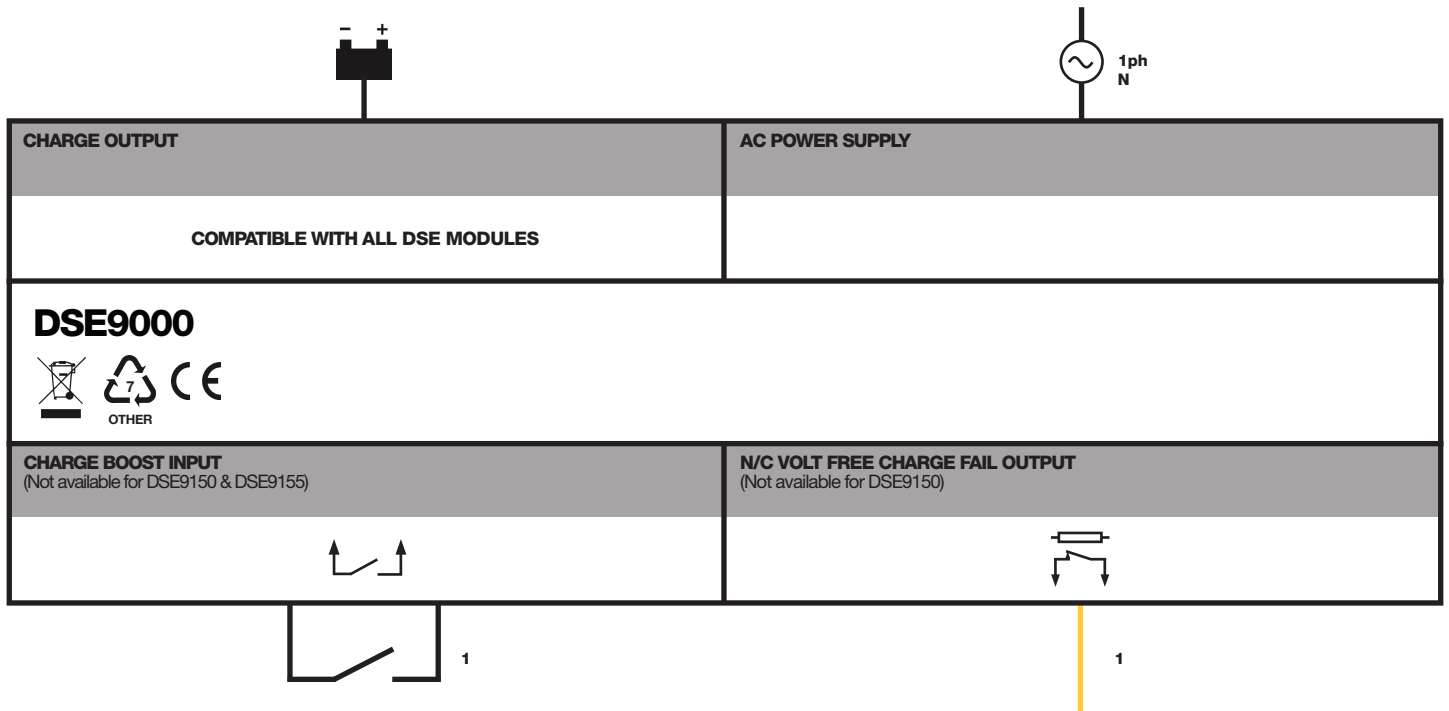 - +
1ph
N
CHARGE OUTPUT
AC POWER SUPPLY
COMPATIBLE WITH ALL DSE MODULES
DSE9000
7
CE
OTHER
CHARGE BOOST INPUT
(Not available for DSE9150 & DSE9155)
N/C VOLT FREE CHARGE FAIL OUTPUT
(Not available for DSE9150)
1
1